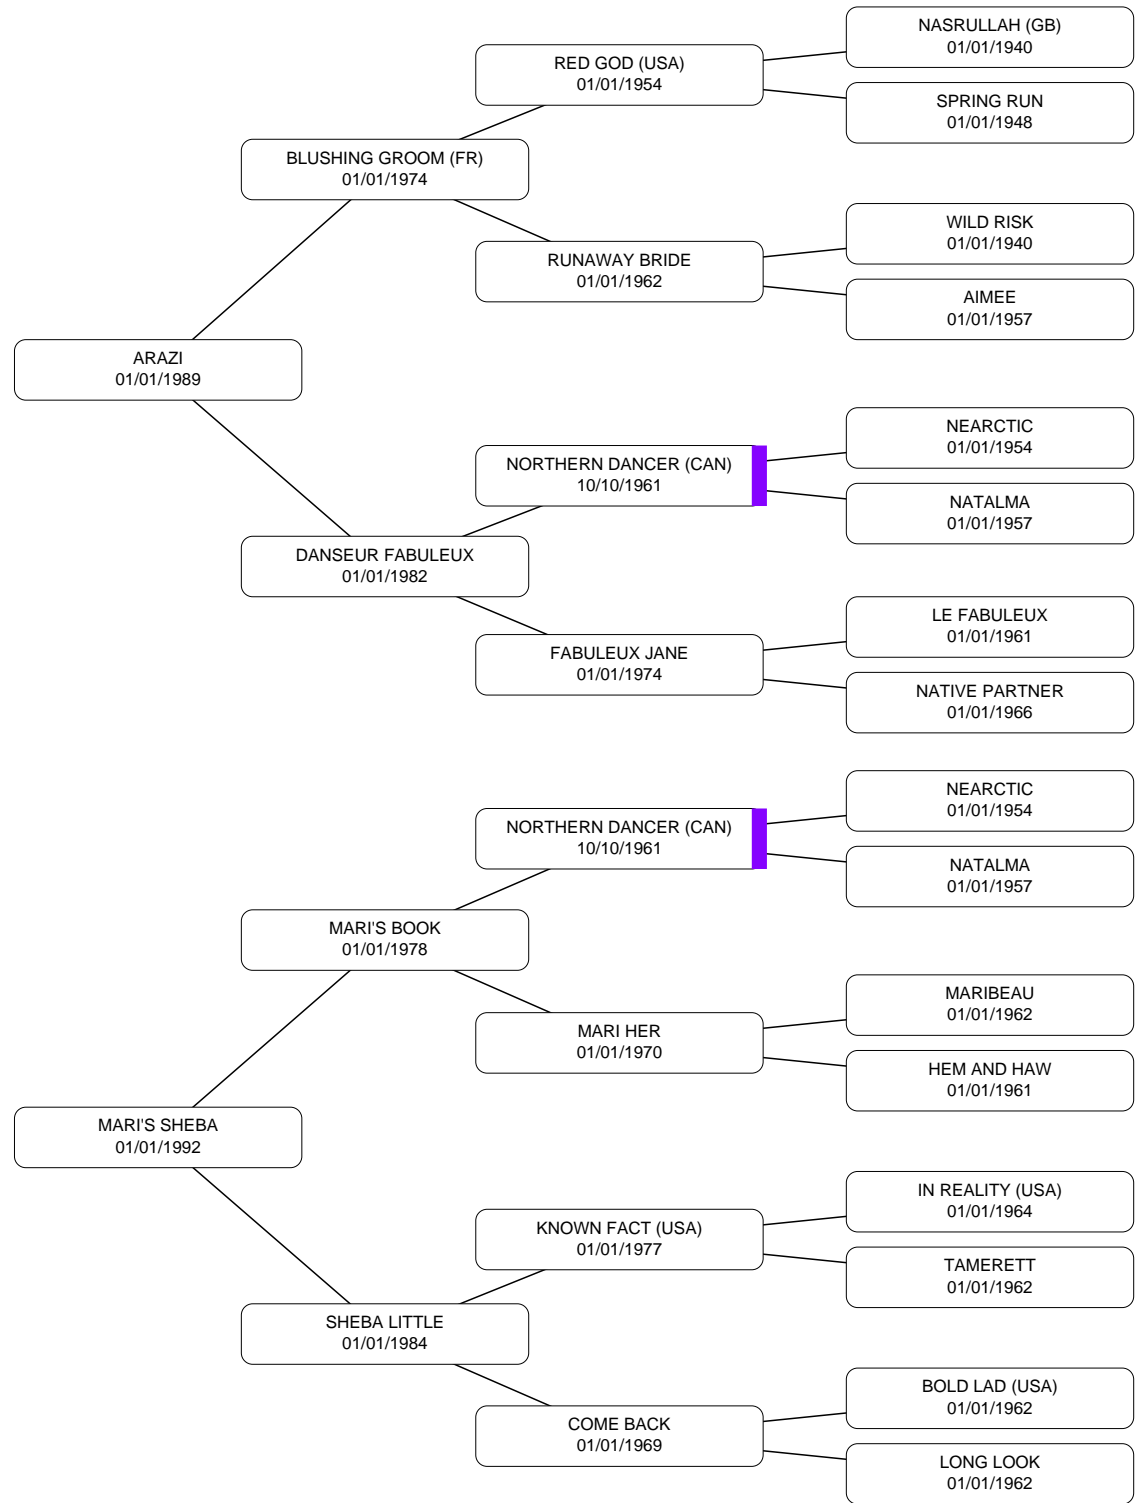 NASRULLAH (GB)
01/01/1940
RED GOD (USA)
01/01/1954
SPRING RUN
01/01/1948
BLUSHING GROOM (FR)
01/01/1974
WILD RISK
01/01/1940
RUNAWAY BRIDE
01/01/1962
AIMEE
01/01/1957
ARAZI
01/01/1989
NEARCTIC
01/01/1954
NORTHERN DANCER (CAN)
10/10/1961
NATALMA
01/01/1957
DANSEUR FABULEUX
01/01/1982
LE FABULEUX
01/01/1961
FABULEUX JANE
01/01/1974
NATIVE PARTNER
01/01/1966
NEARCTIC
01/01/1954
NORTHERN DANCER (CAN)
10/10/1961
NATALMA
01/01/1957
MARI'S BOOK
01/01/1978
MARIBEAU
01/01/1962
MARI HER
01/01/1970
HEM AND HAW
01/01/1961
MARI'S SHEBA
01/01/1992
IN REALITY (USA)
01/01/1964
KNOWN FACT (USA)
01/01/1977
TAMERETT
01/01/1962
SHEBA LITTLE
01/01/1984
BOLD LAD (USA)
01/01/1962
COME BACK
01/01/1969
LONG LOOK
01/01/1962